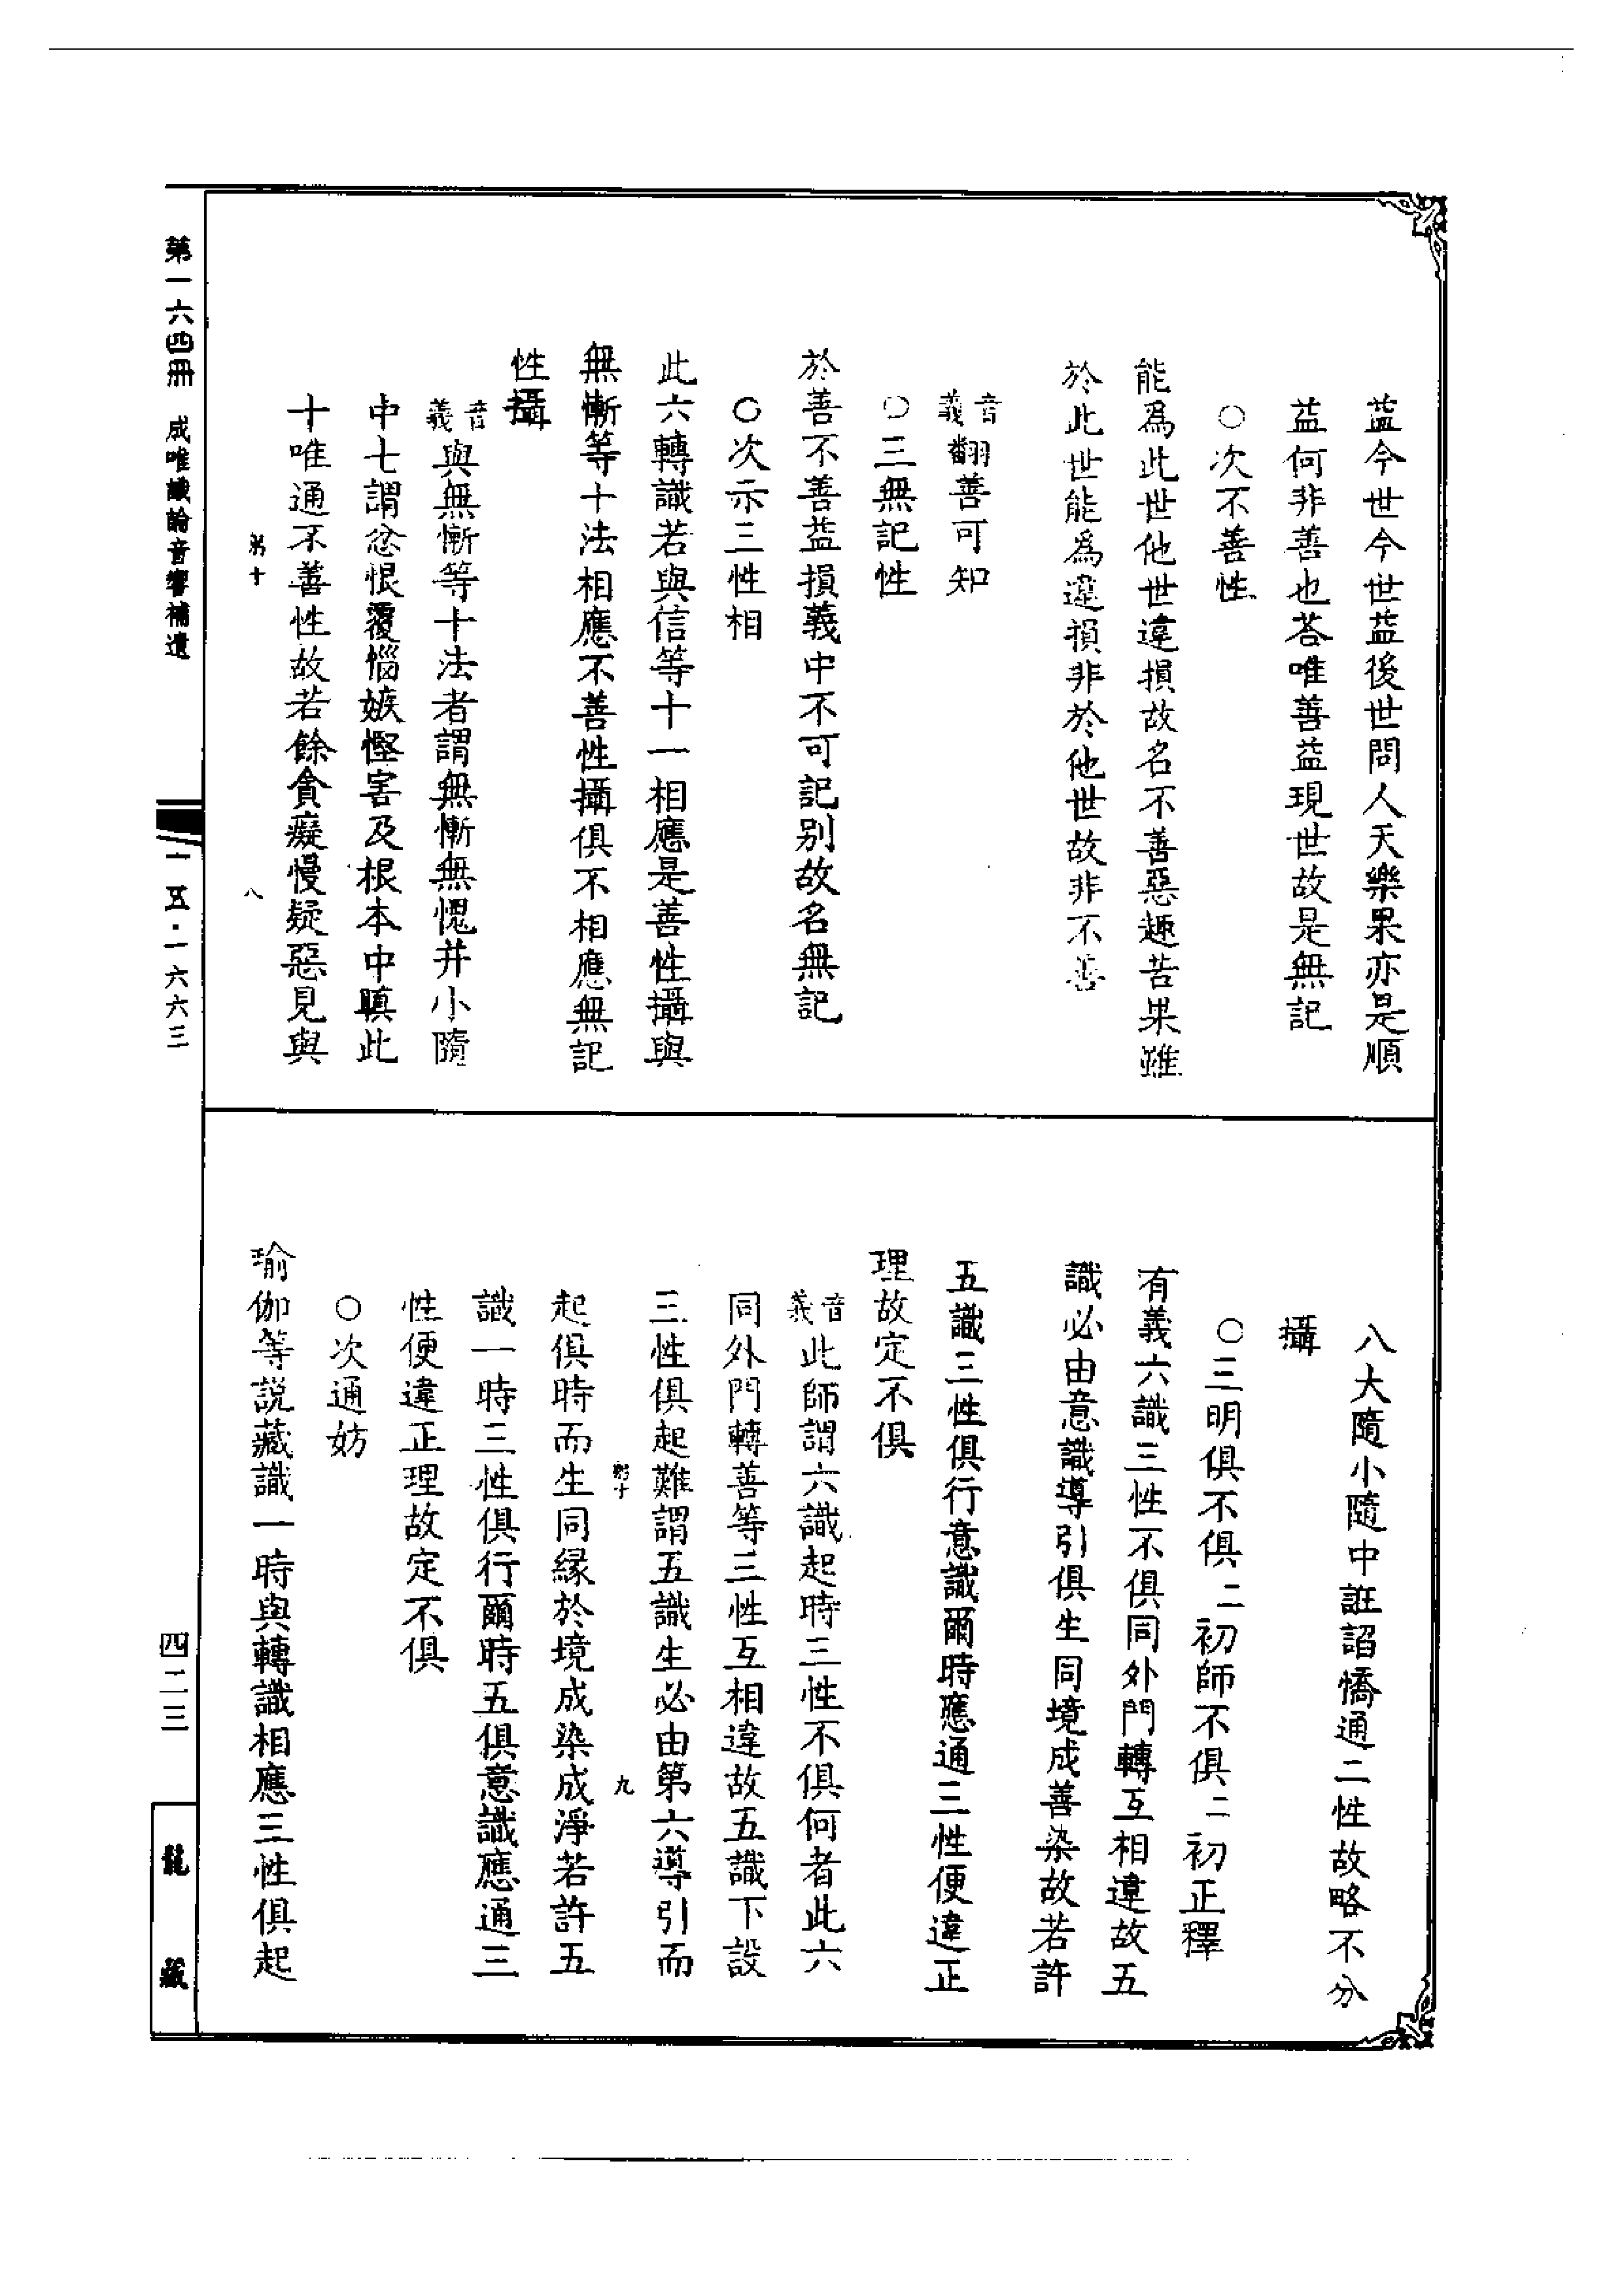 益今世今世益後世問人天樂果亦是順
益何非善也荅唯善益現世故是無記
○次不善性
能為此世他世違損故名不善惡趣苦果雖
於此世能為違損非於他世故非不善
音義翻善可知
○三無記性
於善不善益損義中不可記別故名無記
○次示三性相
此六轉識若與信等十一相應是善性攝與
無慚等十法相應不善性攝俱不相應無記
性攝
音義與無慚等十法者謂無慚無愧并小隨
中七謂忿恨覆惱嫉慳害及根本中瞋此
十唯通不善性故若餘貪癡慢疑惡見與
八大隨小隨中誑諂憍通二性故略不分
攝
○三明俱不俱二初師不俱二初正釋
有義六識三性不俱同外門轉互相違故五
識必由意識導引俱生同境成善染故若許
五識三性俱行意識爾時應通三性便違正
理故定不俱
音義此師謂六識起時三性不俱何者此六
同外門轉善等三性互相違故五識下設
三性俱起難謂五識生必由第六導引而
起俱時而生同緣於境成染成淨若許五
識一時三性俱行爾時五俱意識應通三
性便違正理故定不俱
○次通妨
瑜伽等說藏識一時與轉識相應三性俱起
第一六四冊 成唯識論音響補遺
一五·一六六三
四二三
龍藏
第十
八
第十
九